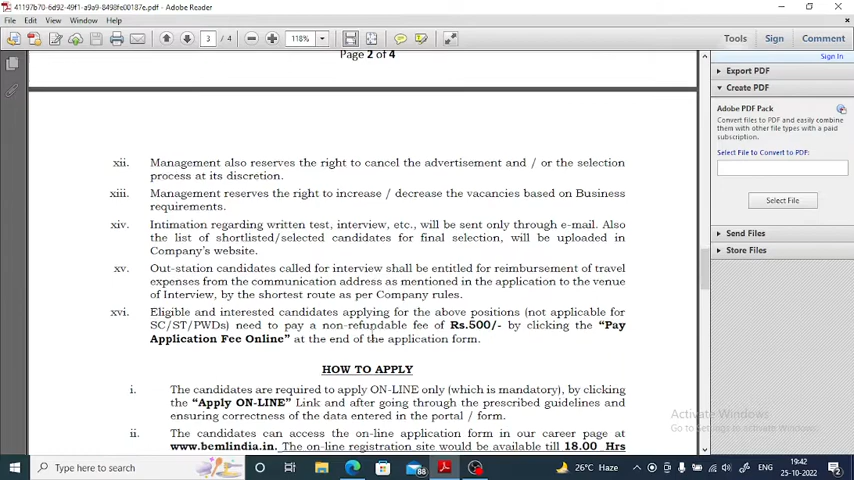 41197b70-6d92-49f1-a9a9-8498fe00187e.pdf - Adobe Reader
File Edit View Window Help
3 / 4 118% Tools Sign Comment
Page 2 of 4
xii. Management also reserves the right to cancel the advertisement and / or the selection
process at its discretion.
xiii. Management reserves the right to increase / decrease the vacancies based on Business
requirements.
xiv. Intimation regarding written test, interview, etc., will be sent only through e-mail. Also
the list of shortlisted/selected candidates for final selection, will be uploaded in
Company's website.
xv. Out-station candidates called for interview shall be entitled for reimbursement of travel
expenses from the communication address as mentioned in the application to the venue
of Interview, by the shortest route as per Company rules.
xvi. Eligible and interested candidates applying for the above positions (not applicable for
SC/ST/PWDs) need to pay a non-refundable fee of Rs.500/- by clicking the "Pay
Application Fee Online" at the end of the application form.
HOW TO APPLY
i. The candidates are required to apply ON-LINE only (which is mandatory), by clicking
the "Apply ON-LINE" Link and after going through the prescribed guidelines and
ensuring correctness of the data entered in the portal / form.
ii. The candidates can access the on-line application form in our career page at
www.bemlindia.in. The on-line registration site would be available till 18.00 Hrs
Sign In
Export PDF
Create PDF
Adobe PDF Pack
Convert files to PDF and easily combine
them with other file types with a paid
subscription.
Select File to Convert to PDF:
Select File
Send Files
Store Files
Activate Windows
Go to Settings to activate Windows.
Type here to search
88
26°C Haze
ENG
19:42
25-10-2022
2